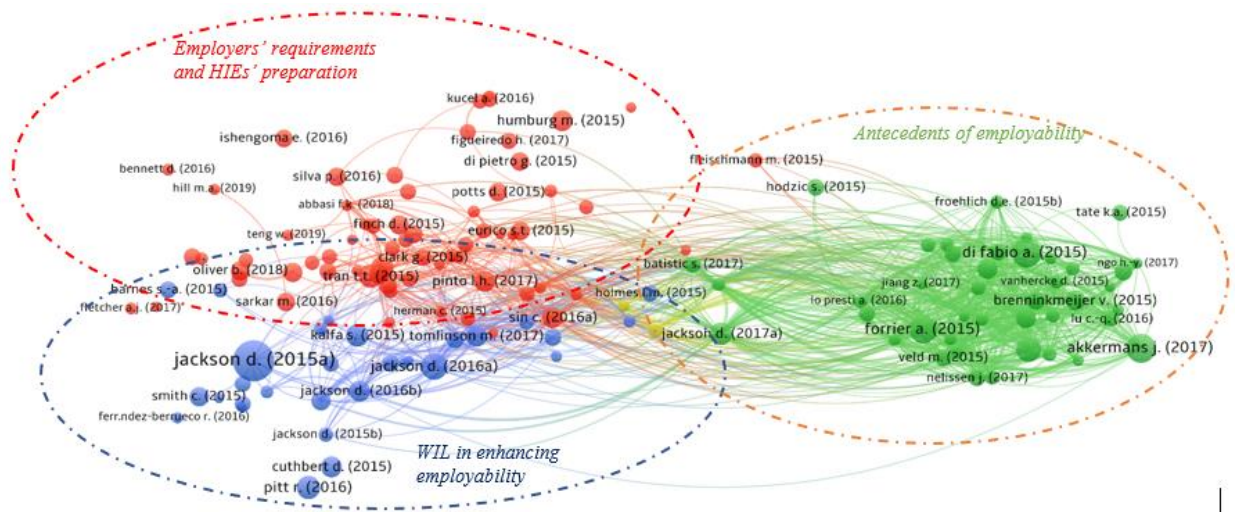 Employers’ requirements
and HIEs’ preparation
kucel a. (2016)
humburg m. (2015)
ishengoma e. (2016)
figueiredo h. (2017)
Antecedents of employability
di pietro g. (2015)
fleischmann m. (2015)
bennett d. (2016)
silva p. (2016)
hill m.a. (2019)
potts d. (2015)
hodzic s. (2015)
abbasi f.k. (2018)
froehlich d.e. (2015b)
tate k.a. (2015)
finch d. (2015)
eurico s.t. (2015)
teng w. (2019)
clark g. (2015)
di fabio a. (2015)
oliver b. (2018)
tran t.t. (2015)
batistic s. (2017)
ngo h.-y. (2017)
pinto l.h. (2017)
jiang z. (2017)
vanhercke d. (2015)
barnes s.-a. (2015)
holmes l.m. (2015)
sarkar m. (2016)
lo presti a. (2016)
brenninkmeijer v. (2015)
fletcher a.j. (2017)
herman c. (2015)
sin c. (2016a)
lu c.-q. (2016)
kalfa s. (2015)
tomlinson m. (2017)
jackson d. (2017a)
forrier a. (2015)
akkermans j. (2017)
jackson d. (2015a)
jackson d. (2016a)
veld m. (2015)
nelissen j. (2017)
smith c. (2015)
jackson d. (2016b)
ferr.ndez-berrueco r. (2016)
jackson d. (2015b)
WIL in enhancing
employability
cuthbert d. (2015)
pitt r. (2016)